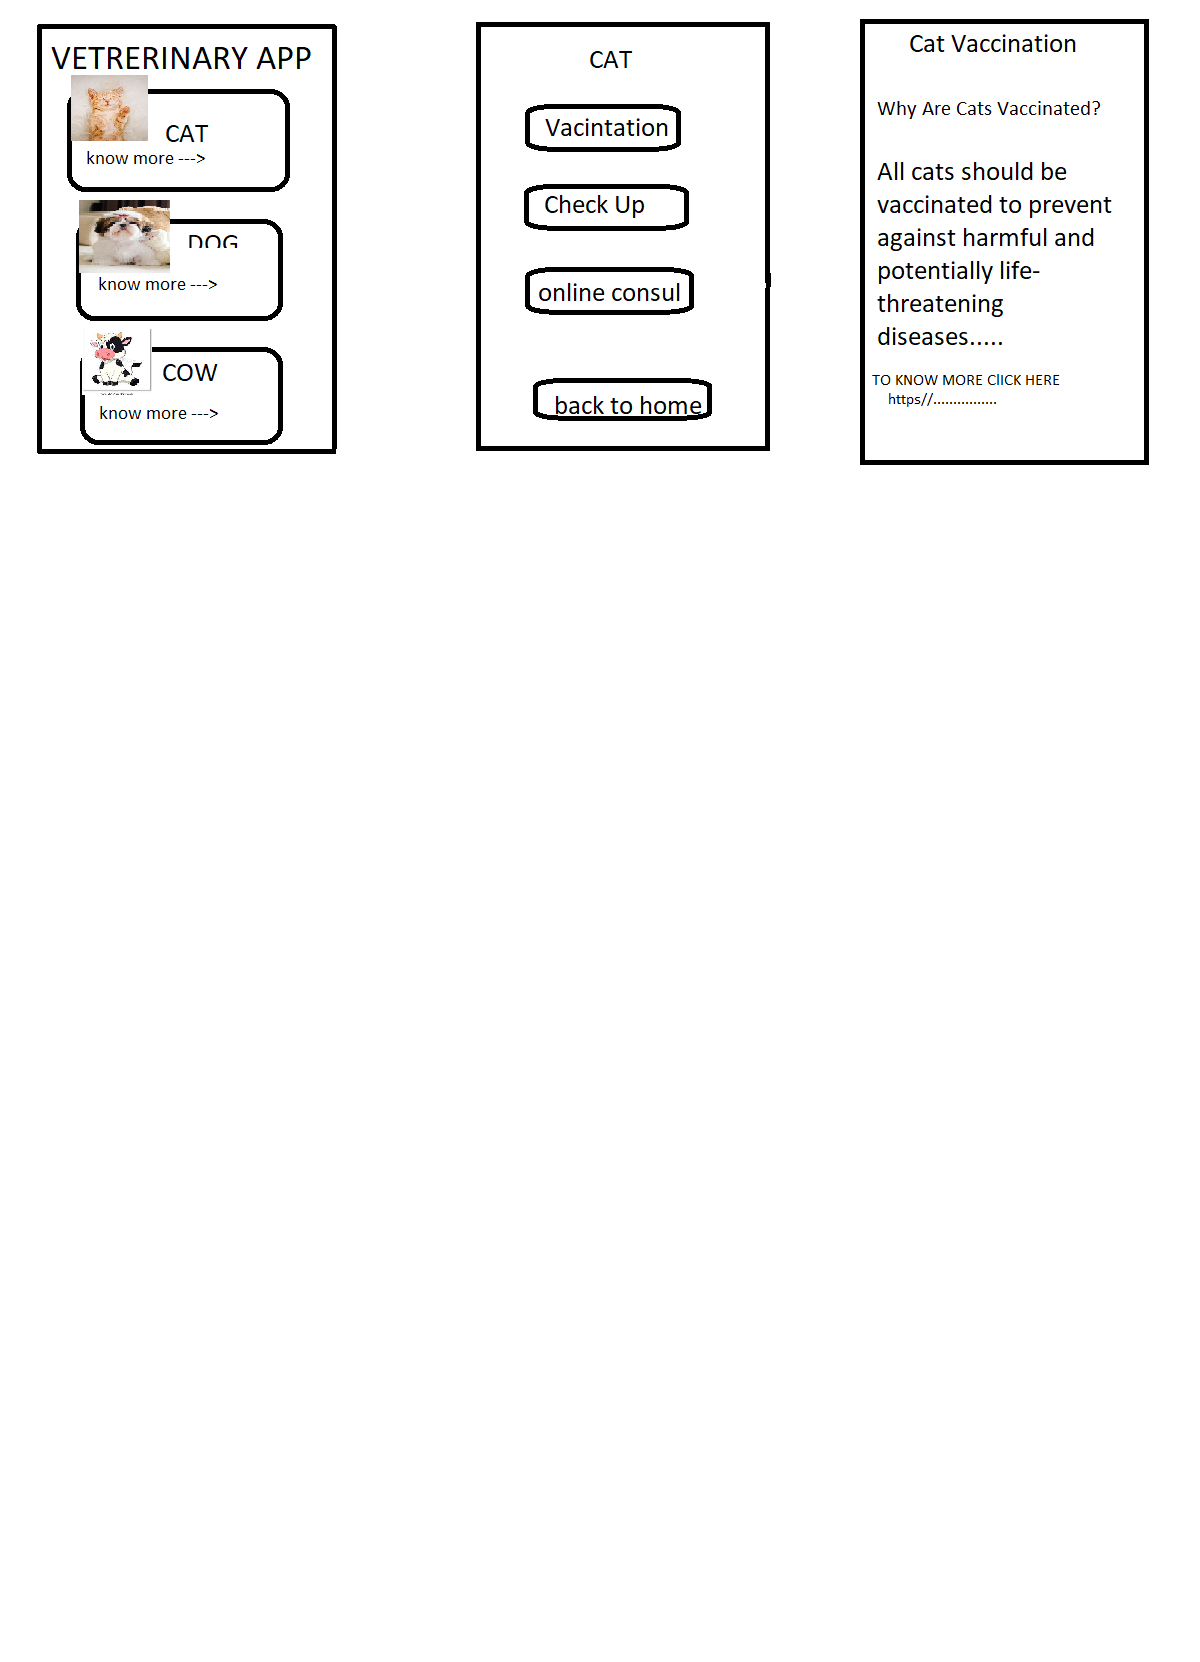 VETRERINARY APP
CAT
know more --->
DOG
know more --->
COW
know more --->
CAT
Vacintation
Check Up
online consul
back to home
Cat Vaccination
Why Are Cats Vaccinated?
All cats should be
vaccinated to prevent
against harmful and
potentially life-
threatening
diseases.....
TO KNOW MORE ClICK HERE
https//................